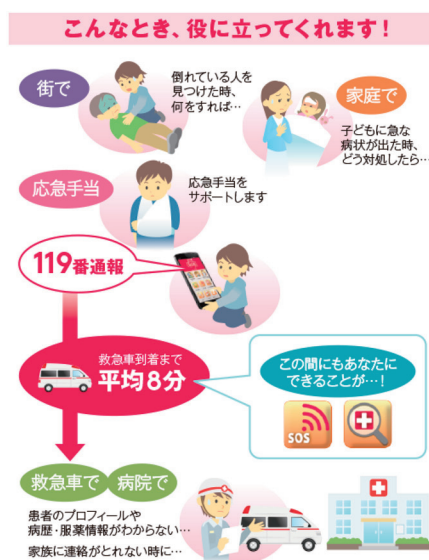 こんなとき、役に立ってくれます!
街で
倒れている人を
見つけた時、
何をすれば…
家庭で
子どもに急な
病状が出た時、
どう対処したら…
応急手当
応急手当を
サポートします
119番通報
救急車到着まで
平均8分
この間にもあなたに
できることが…!
SOS
救急車で
病院で
患者のプロフィールや
病歴・服薬情報がわからない…
家族に連絡がとれない時に…